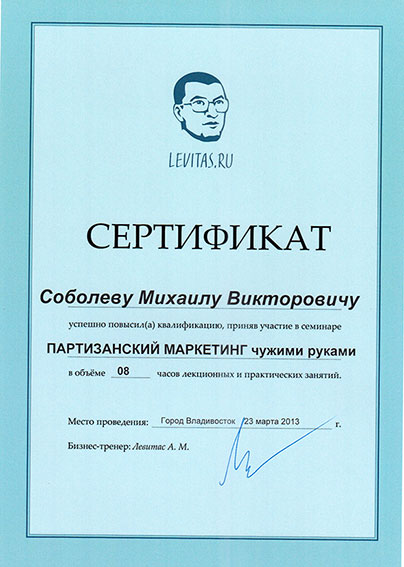 LEVITAS.RU
СЕРТИФИКАТ
Соболеву Михаилу Викторовичу
успешно повысил(а) квалификацию, приняв участие в семинаре
ПАРТИЗАНСКИЙ МАРКЕТИНГ чужими руками
в объёме 08 часов лекционных и практических занятий.
Место проведения: Город Владивосток 23 марта 2013 г.
Бизнес-тренер: Левитас А. М.